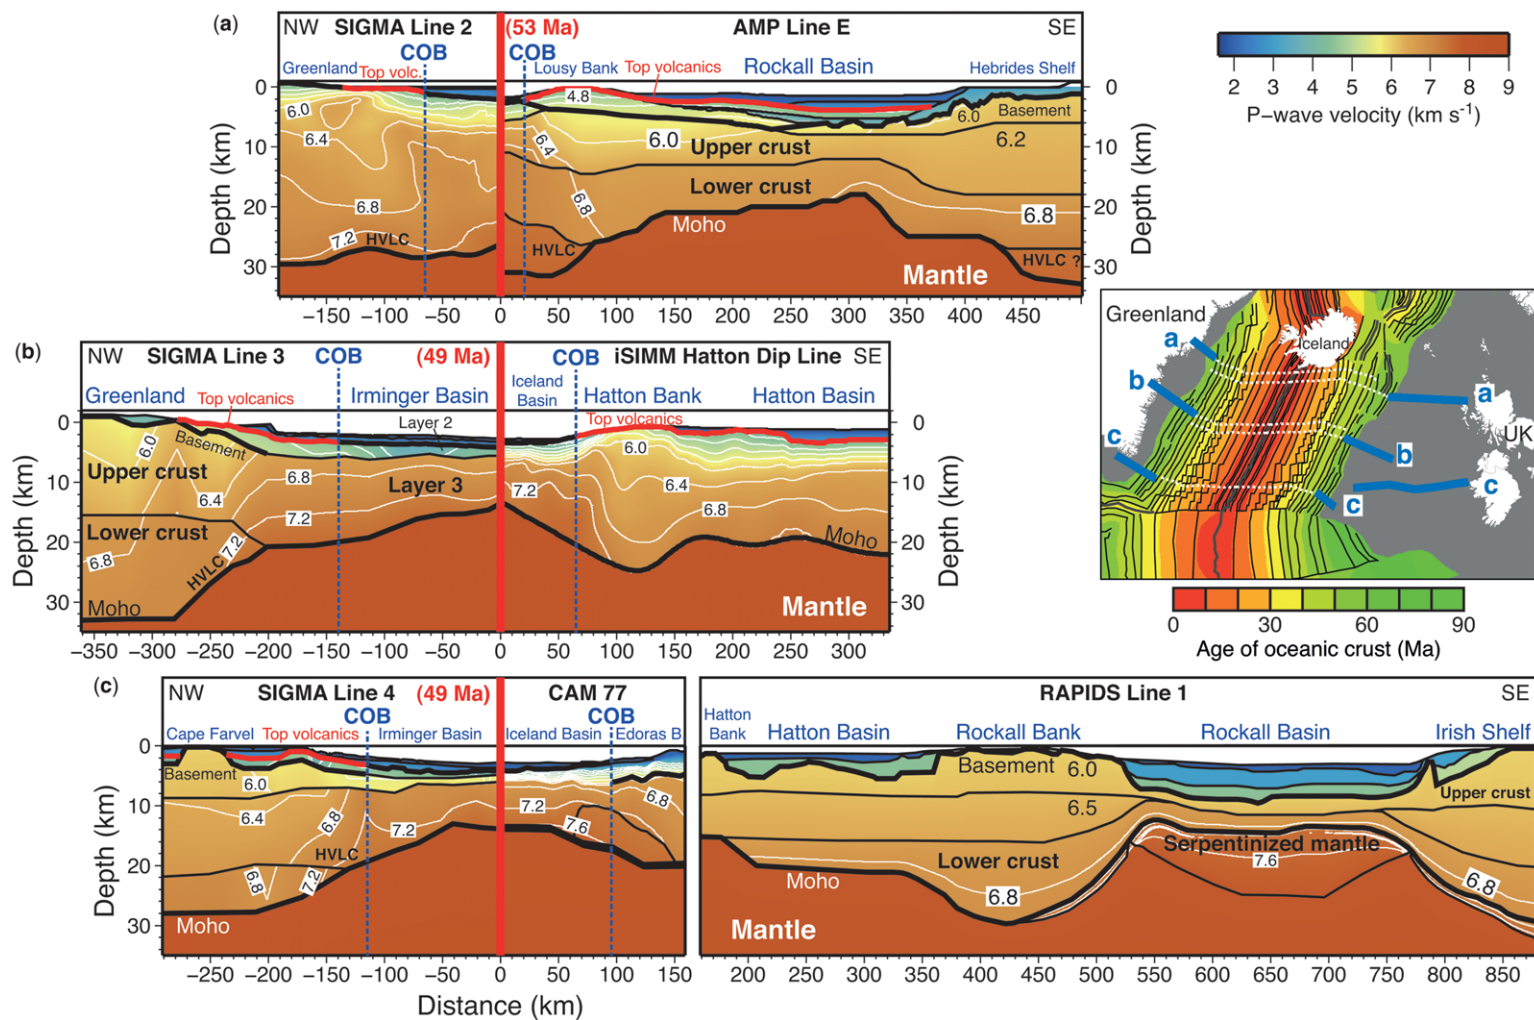 (a) NW SIGMA Line 2 (53 Ma) AMP Line E SE
COB COB
Greenland Top volc. Lousy Bank Top volcanics Rockall Basin Hebrides Shelf
0 10 20 30
Depth (km)
6.0 6.4 6.8 7.2 HVLC
4.8 6.0 6.4 6.8 HVLC
Upper crust
Lower crust
Moho
Mantle
6.0 Basement
6.2
6.8
HVLC ?
0 10 20 30
Depth (km)
−150 −100 −50 0 50 100 150 200 250 300 350 400 450
2 3 4 5 6 7 8 9
P−wave velocity (km s⁻¹)
(b) NW SIGMA Line 3 COB (49 Ma) COB iSIMM Hatton Dip Line SE
Greenland Top volcanics Irminger Basin Iceland Basin Hatton Bank Hatton Basin
Top volcanics
0 10 20 30
Depth (km)
6.0 Basement Layer 2
Upper crust
6.4 6.8 Layer 3
Lower crust
7.2 7.2 6.8 HVLC
Moho
7.2 6.0 6.4 6.8
Moho
Mantle
0 10 20 30
Depth (km)
−350 −300 −250 −200 −150 −100 −50 0 50 100 150 200 250 300
Greenland
Iceland
UK
a a
b b
c c c
0 30 60 90
Age of oceanic crust (Ma)
(c) NW SIGMA Line 4 (49 Ma) CAM 77
COB COB
Cape Farvel Top volcanics Irminger Basin Iceland Basin Edoras B
0 10 20 30
Depth (km)
Basement 6.0
6.4 6.8 7.2
HVLC
6.8 7.2
Moho
7.2 7.6 6.8
−250 −200 −150 −100 −50 0 50 100 150
RAPIDS Line 1 SE
Hatton Bank Hatton Basin Rockall Bank Rockall Basin Irish Shelf
Basement 6.0
6.5
Upper crust
Lower crust
6.8
Moho
Mantle
Serpentinized mantle
7.6
6.8
200 250 300 350 400 450 500 550 600 650 700 750 800 850
Distance (km)